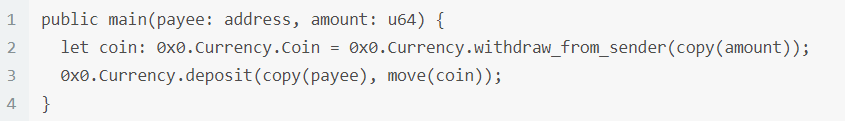 1 public main(payee: address, amount: u64) {
2   let coin: 0x0.Currency.Coin = 0x0.Currency.withdraw_from_sender(copy(amount));
3   0x0.Currency.deposit(copy(payee), move(coin));
4 }